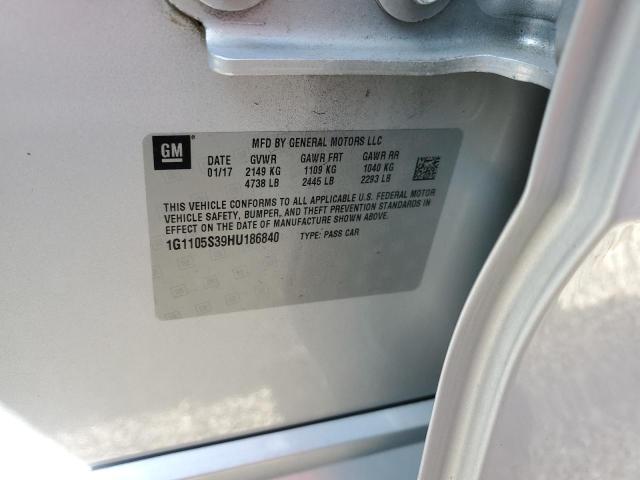 GM
MFD BY GENERAL MOTORS LLC
DATE GVWR GAWR FRT GAWR RR
01/17 2149 KG 1109 KG 1040 KG
4738 LB 2445 LB 2293 LB
THIS VEHICLE CONFORMS TO ALL APPLICABLE U.S. FEDERAL MOTOR
VEHICLE SAFETY, BUMPER, AND THEFT PREVENTION STANDARDS IN
EFFECT ON THE DATE OF MANUFACTURE SHOWN ABOVE.
1G1105S39HU186840 TYPE: PASS CAR